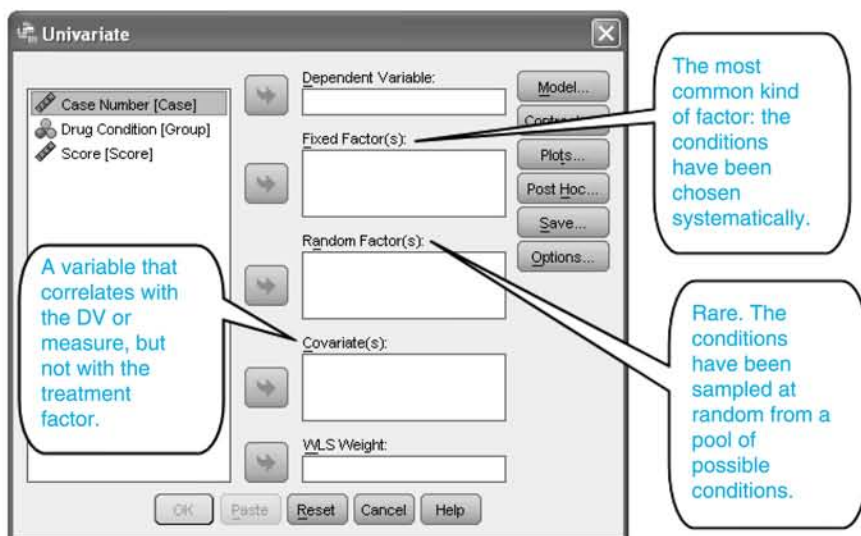 Univariate
Case Number [Case]
Drug Condition [Group]
Score [Score]
Dependent Variable:
Fixed Factor(s):
Random Factor(s):
Covariate(s):
WLS Weight:
Model...
Plots...
Post Hoc...
Save...
Options...
OK
Paste
Reset
Cancel
Help
The most
common kind
of factor: the
conditions
have been
chosen
systematically.
A variable that
correlates with
the DV or
measure, but
not with the
treatment
factor.
Rare. The
conditions
have been
sampled at
random from a
pool of
possible
conditions.